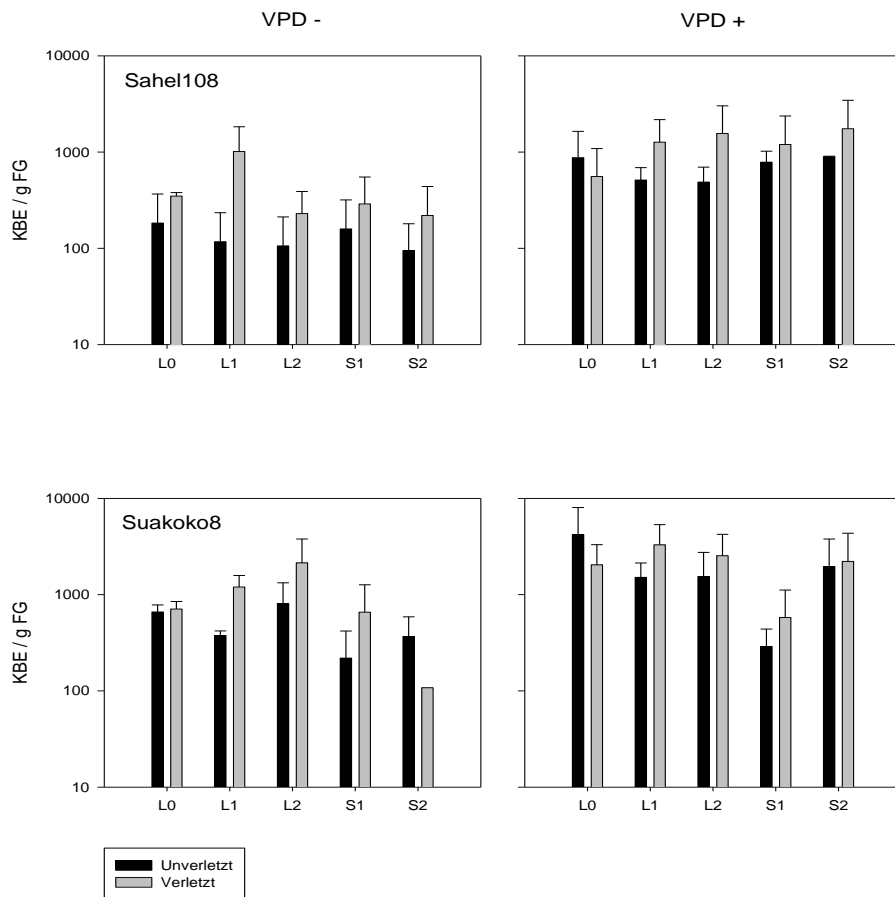 VPD -
VPD +
10000
Sahel108
1000
KBE / g FG
100
10
L0 L1 L2 S1 S2
L0 L1 L2 S1 S2
10000
Suakoko8
1000
KBE / g FG
100
10
L0 L1 L2 S1 S2
L0 L1 L2 S1 S2
Unverletzt
Verletzt